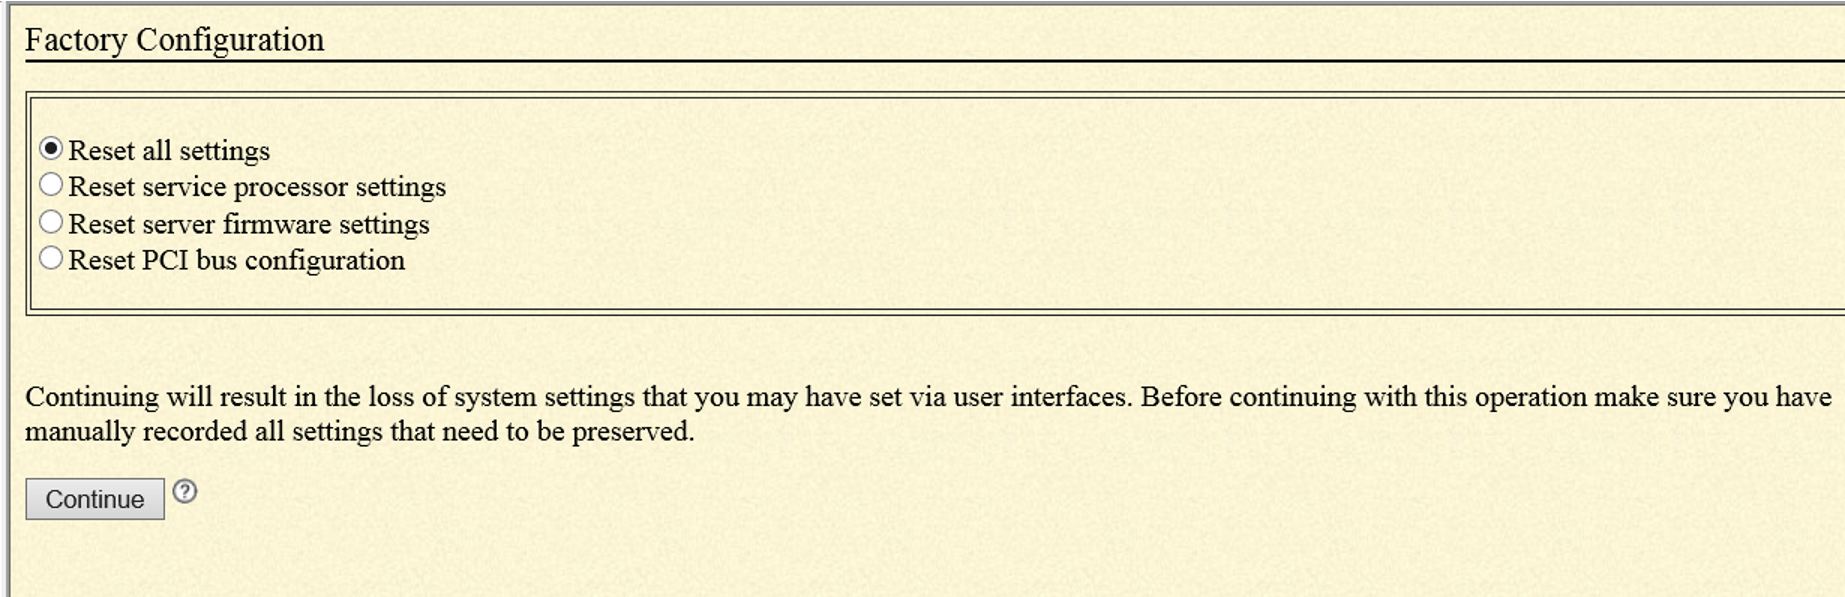 Factory Configuration
Reset all settings
Reset service processor settings
Reset server firmware settings
Reset PCI bus configuration
Continuing will result in the loss of system settings that you may have set via user interfaces. Before continuing with this operation make sure you have
manually recorded all settings that need to be preserved.
Continue ?